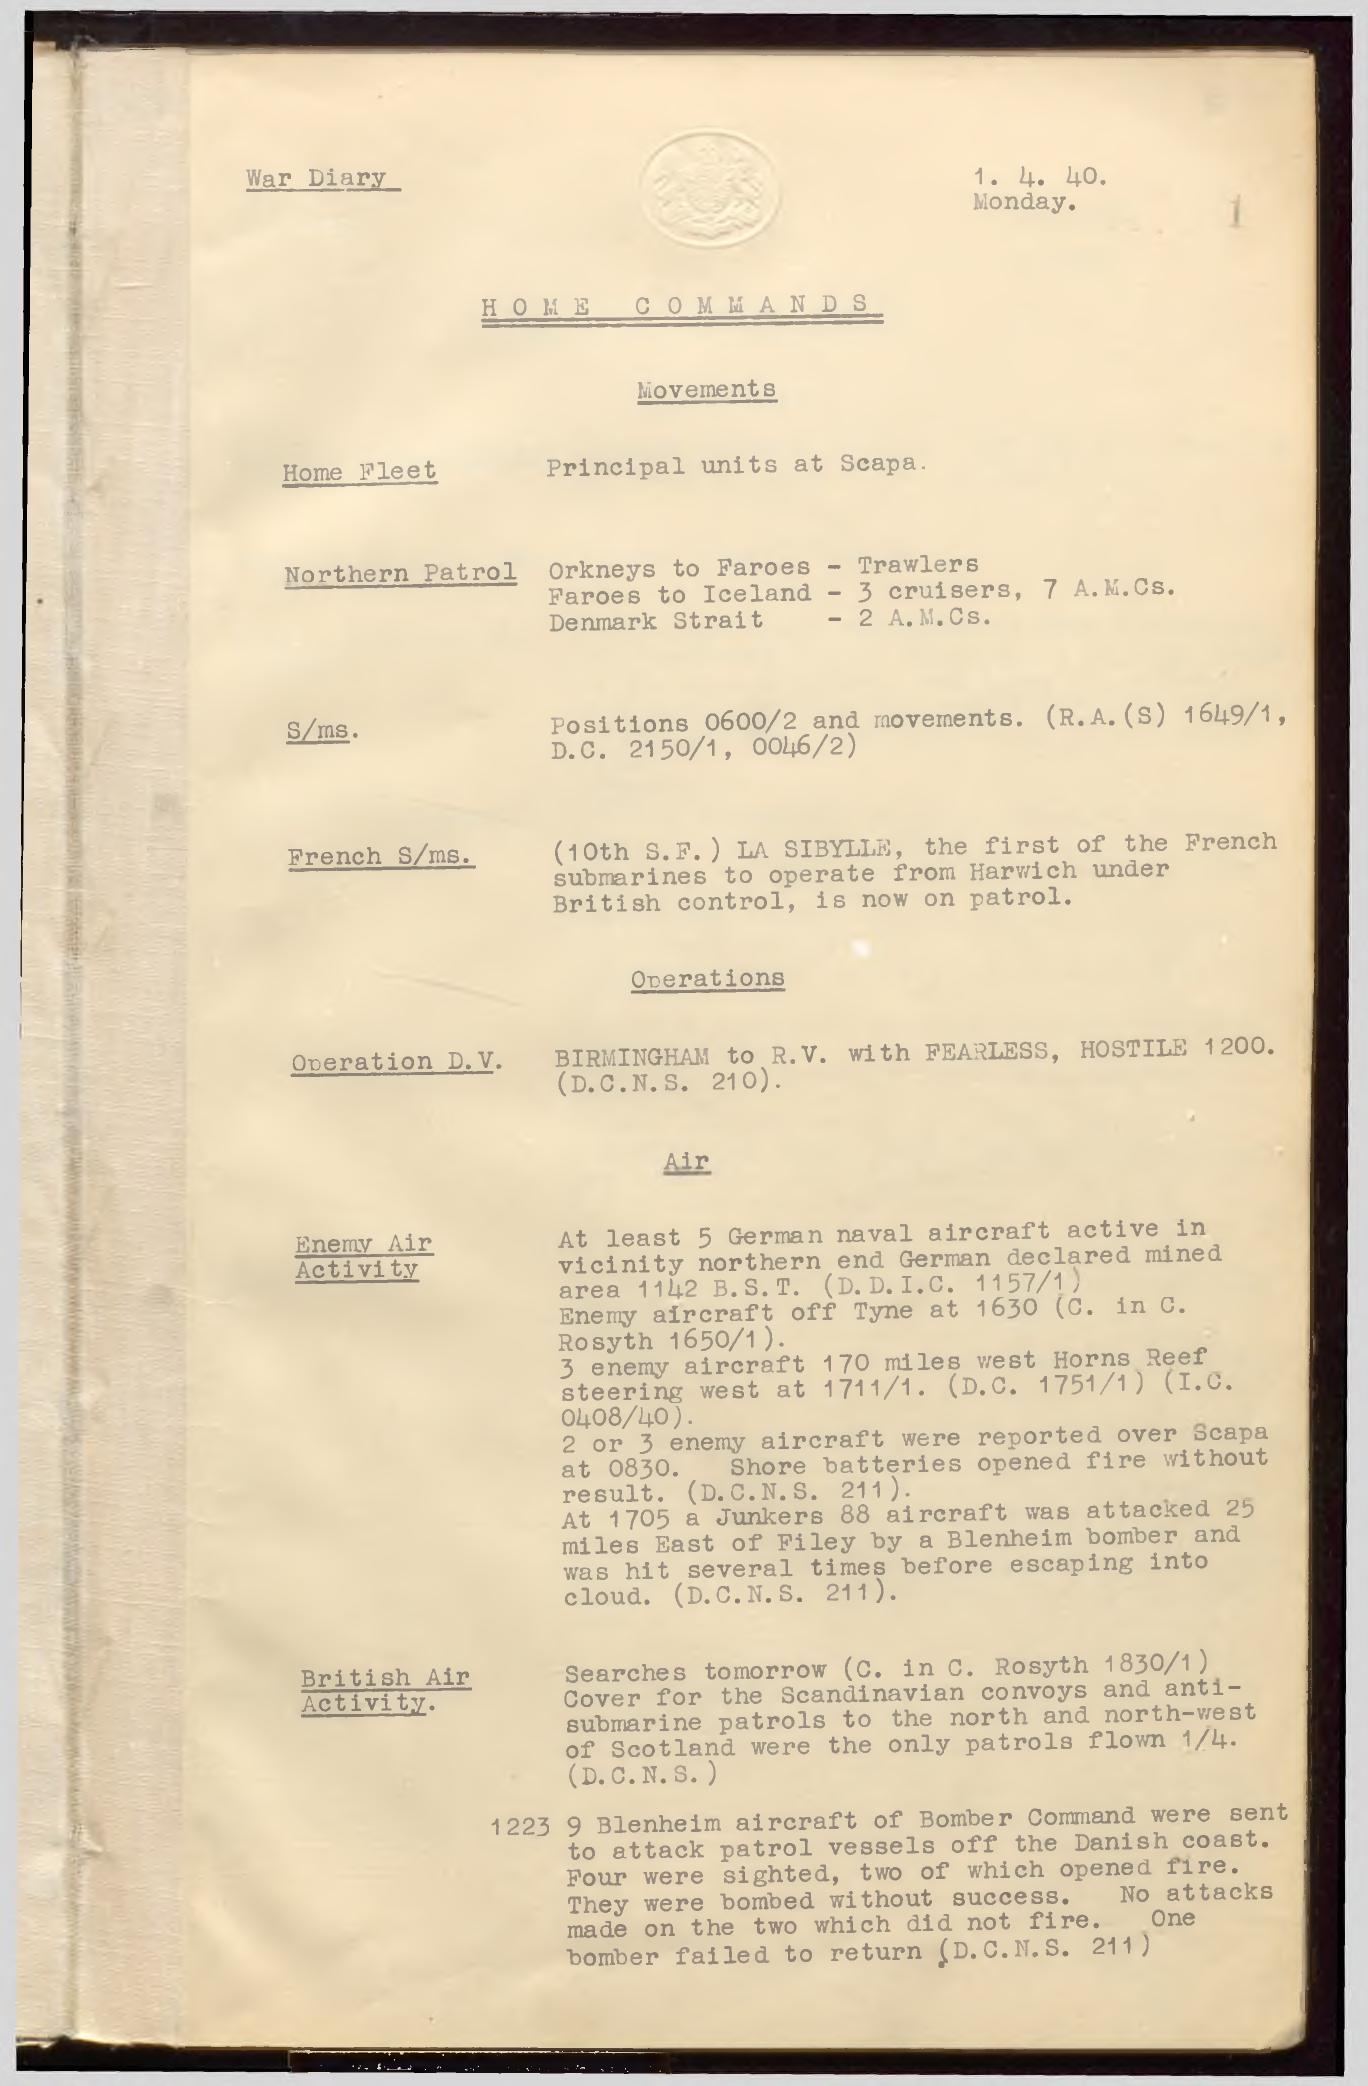 War Diary
1. 4. 40.
Monday.
1
HOME COMMANDS
Movements
Home Fleet Principal units at Scapa.
Northern Patrol Orkneys to Faroes - Trawlers
Faroes to Iceland - 3 cruisers, 7 A.M.Cs.
Denmark Strait - 2 A.M.Cs.
S/ms. Positions 0600/2 and movements. (R.A.(S) 1649/1,
D.C. 2150/1, 0046/2)
French S/ms. (10th S.F.) LA SIBYLLE, the first of the French
submarines to operate from Harwich under
British control, is now on patrol.
Operations
Operation D.V. BIRMINGHAM to R.V. with FEARLESS, HOSTILE 1200.
(D.C.N.S. 210).
Air
Enemy Air At least 5 German naval aircraft active in
Activity vicinity northern end German declared mined
area 1142 B.S.T. (D.D.I.C. 1157/1)
Enemy aircraft off Tyne at 1630 (C. in C.
Rosyth 1650/1).
3 enemy aircraft 170 miles west Horns Reef
steering west at 1711/1. (D.C. 1751/1) (I.C.
0408/40).
2 or 3 enemy aircraft were reported over Scapa
at 0830. Shore batteries opened fire without
result. (D.C.N.S. 211).
At 1705 a Junkers 88 aircraft was attacked 25
miles East of Filey by a Blenheim bomber and
was hit several times before escaping into
cloud. (D.C.N.S. 211).
British Air Searches tomorrow (C. in C. Rosyth 1830/1)
Activity. Cover for the Scandinavian convoys and anti-
submarine patrols to the north and north-west
of Scotland were the only patrols flown 1/4.
(D.C.N.S.)
1223 9 Blenheim aircraft of Bomber Command were sent
to attack patrol vessels off the Danish coast.
Four were sighted, two of which opened fire.
They were bombed without success. No attacks
made on the two which did not fire. One
bomber failed to return (D.C.N.S. 211)